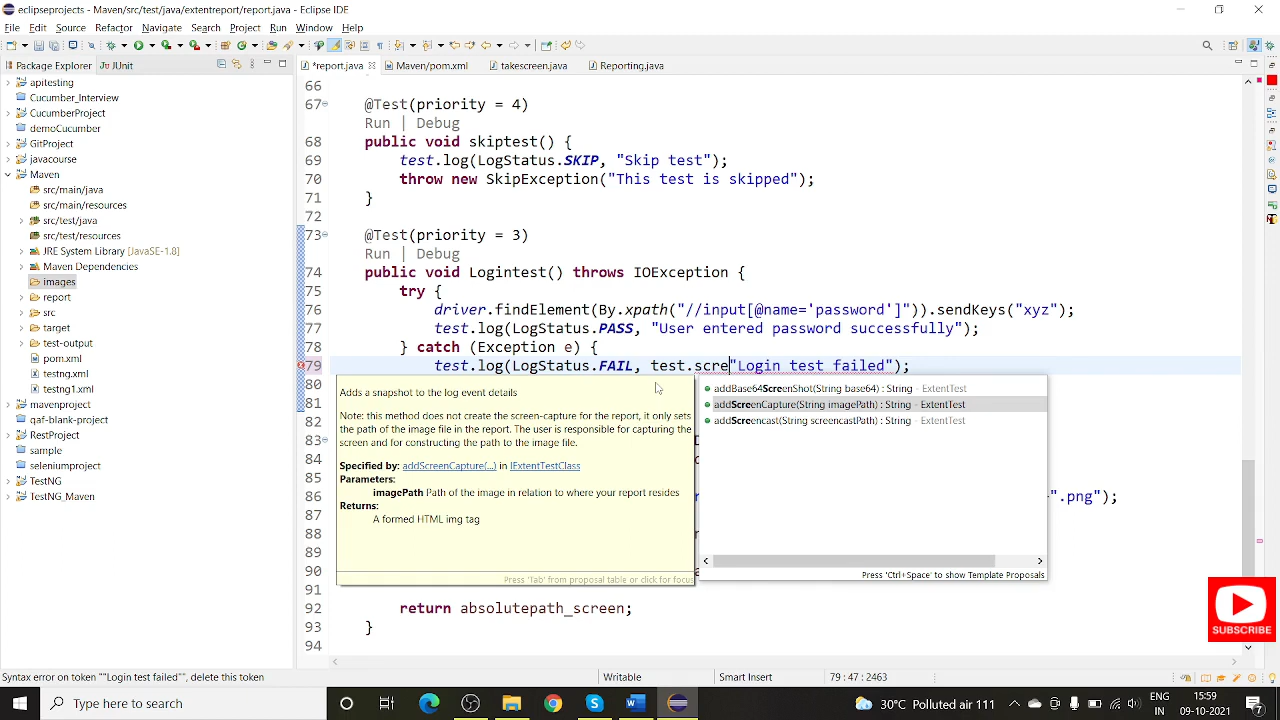 eclipseprojects - Maven/src/test/java/extentreport/report.java - Eclipse IDE
File Edit Source Refactor Navigate Search Project Run Window Help
Package Explorer JUnit
*report.java Maven/pom.xml takescreen.java Reporting.java
apitesting
Cucumber_Interview
CucumberProject
demoCucumber
GitProject
javacourse
Maven
src/main/java
src/main/resources
src/test/java
src/test/resources
JRE System Library [JavaSE-1.8]
Maven Dependencies
images
report
src
target
test-output
pom.xml
testng.xml
testng1.xml
mavenproject
qaf-blank-project
RestProject
sample
seleniumproject
TestNG
TestNG_Maven
66
67 @Test(priority = 4)
Run | Debug
68 public void skiptest() {
69 test.log(LogStatus.SKIP, "Skip test");
70 throw new SkipException("This test is skipped");
71 }
72
73 @Test(priority = 3)
Run | Debug
74 public void Logintest() throws IOException {
75 try {
76 driver.findElement(By.xpath("//input[@name='password']")).sendKeys("xyz");
77 test.log(LogStatus.PASS, "User entered password successfully");
78 } catch (Exception e) {
79 test.log(LogStatus.FAIL, test.scre"Login test failed");
80
81
82
83
84
85
86 ".png");
87
88
89
90
91
92 return absolutepath_screen;
93 }
94
Adds a snapshot to the log event details
Note: this method does not create the screen-capture for the report, it only sets
the path of the image file in the report. The user is responsible for capturing the
screen and for constructing the path to the image file.
Specified by: addScreenCapture(...) in IExtentTestClass
Parameters:
imagePath Path of the image in relation to where your report resides
Returns:
A formed HTML img tag
Press 'Tab' from proposal table or click for focus
addBase64ScreenShot(String base64) : String - ExtentTest
addScreenCapture(String imagePath) : String - ExtentTest
addScreencast(String screencastPath) : String - ExtentTest
Press 'Ctrl+Space' to show Template Proposals
SUBSCRIBE
Syntax error on token ""Login test failed"", delete this token Writable Smart Insert 79 : 47 : 2463
Type here to search
30°C Polluted air 111
ENG
IN
15:59
09-10-2021